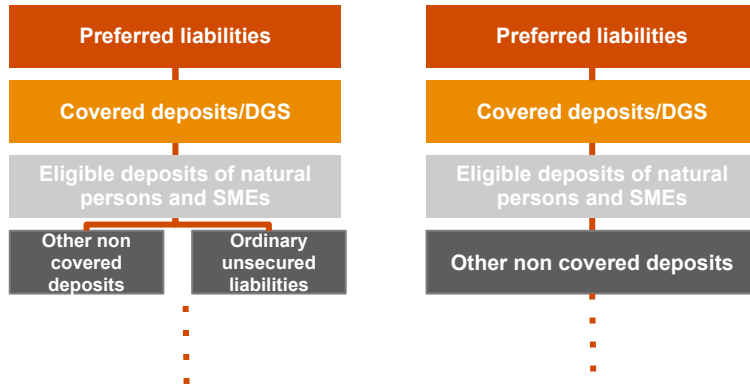 Preferred liabilities
Covered deposits/DGS
Eligible deposits of natural
persons and SMEs
Other non
covered
deposits
Ordinary
unsecured
liabilities
Preferred liabilities
Covered deposits/DGS
Eligible deposits of natural
persons and SMEs
Other non covered deposits